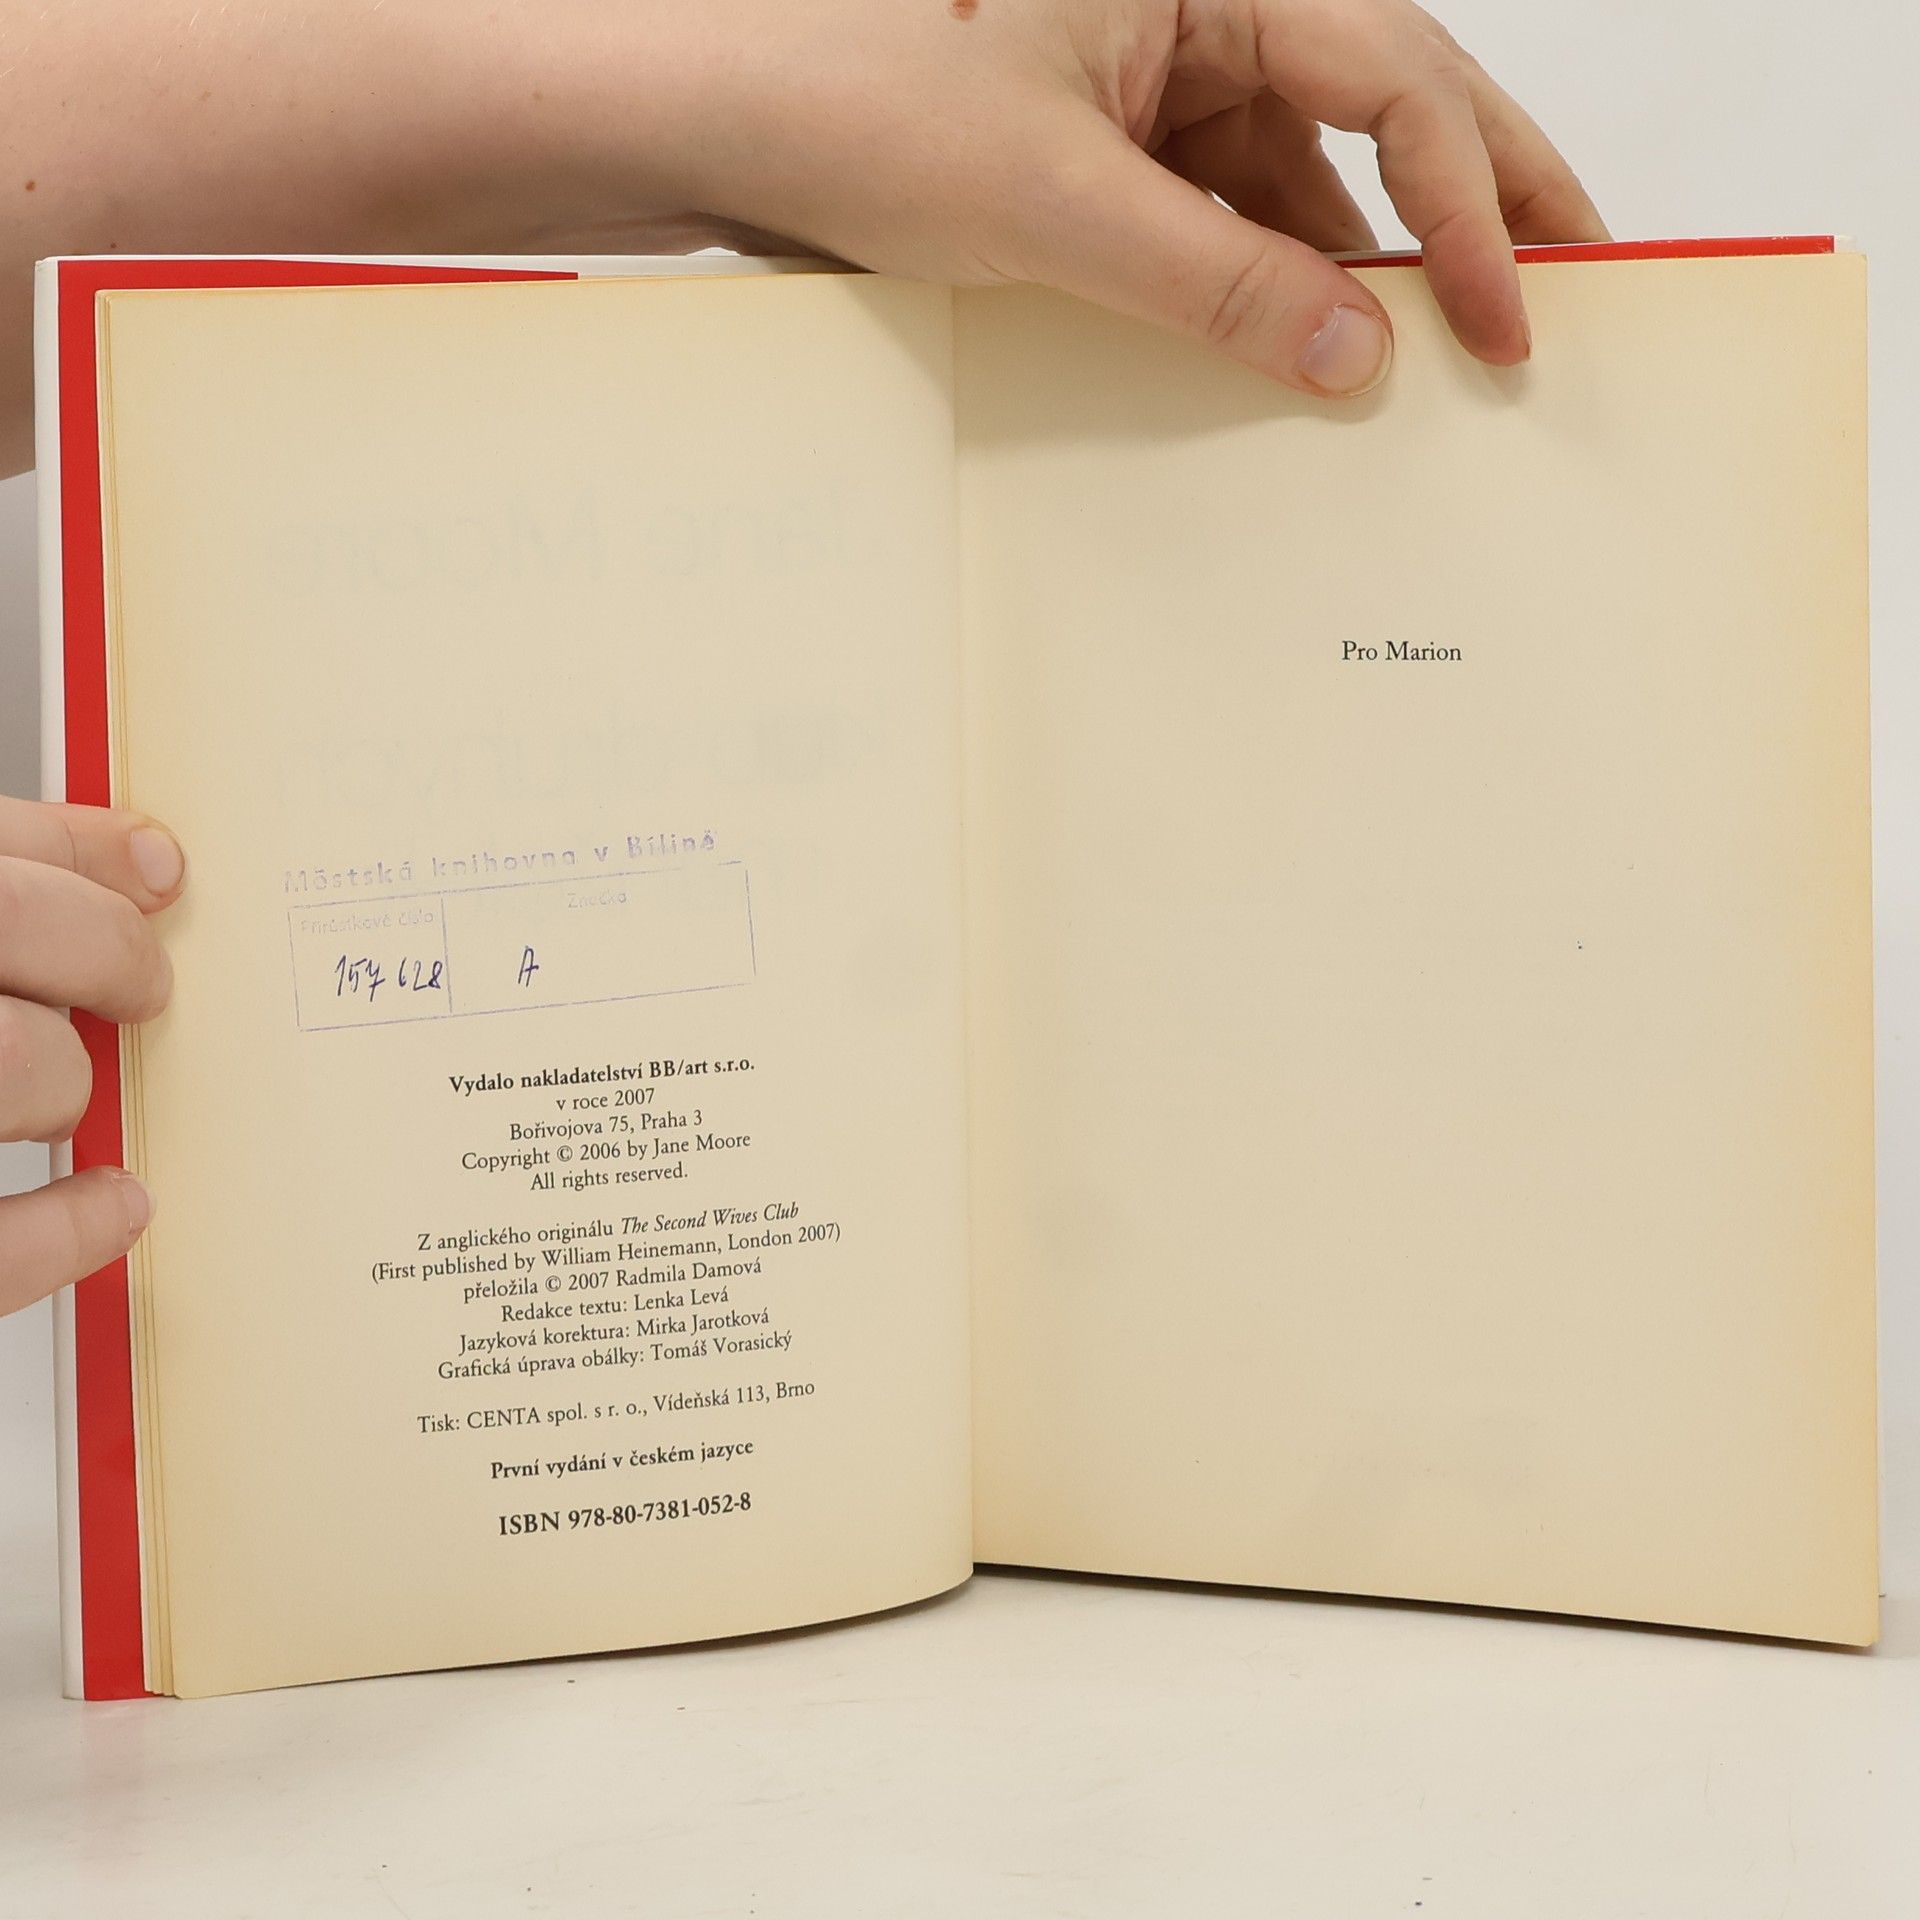 Městská knihovna v Bílině
Přírůstkové číslo
Značka
157 628
A
Vydalo nakladatelství BB/art s.r.o.
v roce 2007
Bořivojova 75, Praha 3
Copyright © 2006 by Jane Moore
All rights reserved.
Z anglického originálu The Second Wives Club
(First published by William Heinemann, London 2007)
přeložila © 2007 Radmila Damová
Redakce textu: Lenka Levá
Jazyková korektura: Mirka Jarotková
Grafická úprava obálky: Tomáš Vorasický
Tisk: CENTA spol. s r. o., Vídeňská 113, Brno
První vydání v českém jazyce
ISBN 978-80-7381-052-8
Pro Marion